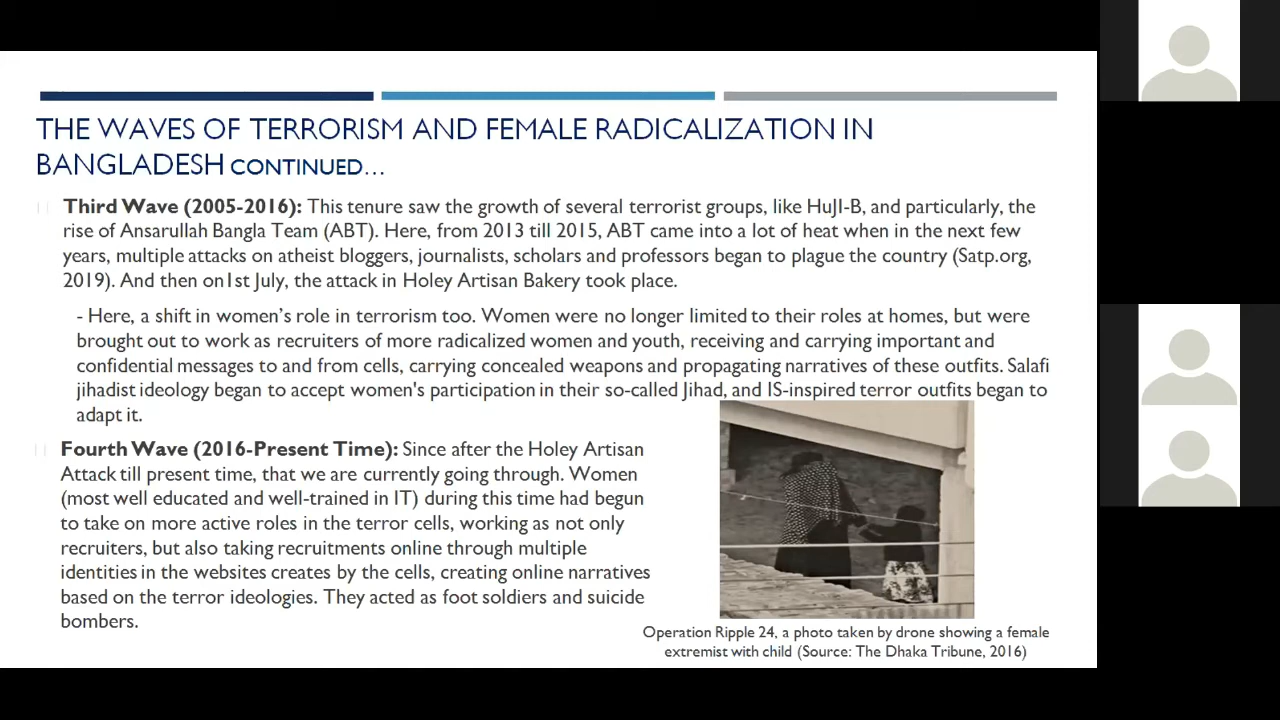 THE WAVES OF TERRORISM AND FEMALE RADICALIZATION IN
BANGLADESH CONTINUED…
Third Wave (2005-2016): This tenure saw the growth of several terrorist groups, like HuJI-B, and particularly, the
rise of Ansarullah Bangla Team (ABT). Here, from 2013 till 2015, ABT came into a lot of heat when in the next few
years, multiple attacks on atheist bloggers, journalists, scholars and professors began to plague the country (Satp.org,
2019). And then on1st July, the attack in Holey Artisan Bakery took place.
- Here, a shift in women’s role in terrorism too. Women were no longer limited to their roles at homes, but were
brought out to work as recruiters of more radicalized women and youth, receiving and carrying important and
confidential messages to and from cells, carrying concealed weapons and propagating narratives of these outfits. Salafi
jihadist ideology began to accept women's participation in their so-called Jihad, and IS-inspired terror outfits began to
adapt it.
Fourth Wave (2016-Present Time): Since after the Holey Artisan
Attack till present time, that we are currently going through. Women
(most well educated and well-trained in IT) during this time had begun
to take on more active roles in the terror cells, working as not only
recruiters, but also taking recruitments online through multiple
identities in the websites creates by the cells, creating online narratives
based on the terror ideologies. They acted as foot soldiers and suicide
bombers.
Operation Ripple 24, a photo taken by drone showing a female
extremist with child (Source: The Dhaka Tribune, 2016)